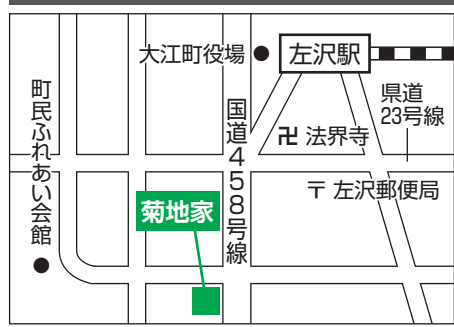 大江町役場
左沢駅
県道
23号線
町民ふれあい会館
国道458号線
卍 法界寺
〒 左沢郵便局
菊地家